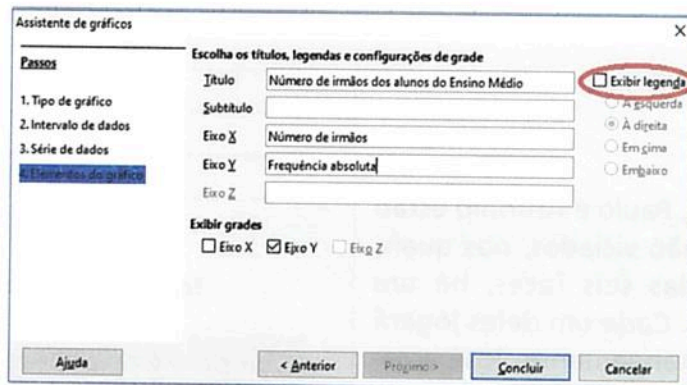 Assistente de gráficos
Passos
1. Tipo de gráfico
2. Intervalo de dados
3. Série de dados
4. Elementos do gráfico
Escolha os títulos, legendas e configurações de grade
Título Número de irmãos dos alunos do Ensino Médio
Subtítulo
Eixo X Número de irmãos
Eixo Y Frequência absoluta
Eixo Z
Exibir legenda
À esquerda
À direita
Em cima
Embaixo
Exibir grades
Eixo X Eixo Y Eixo Z
Ajuda < Anterior Próximo > Concluir Cancelar